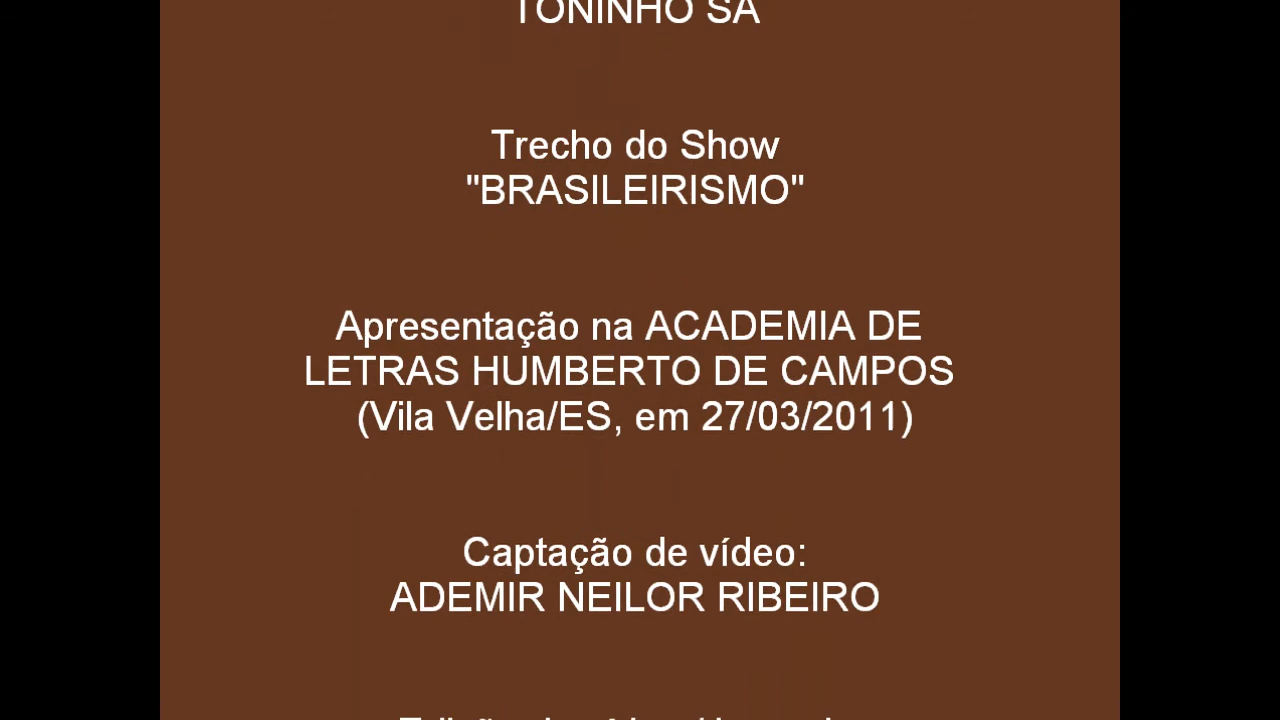 TONINHO SÁ
Trecho do Show
"BRASILEIRISMO"
Apresentação na ACADEMIA DE
LETRAS HUMBERTO DE CAMPOS
(Vila Velha/ES, em 27/03/2011)
Captação de vídeo:
ADEMIR NEILOR RIBEIRO